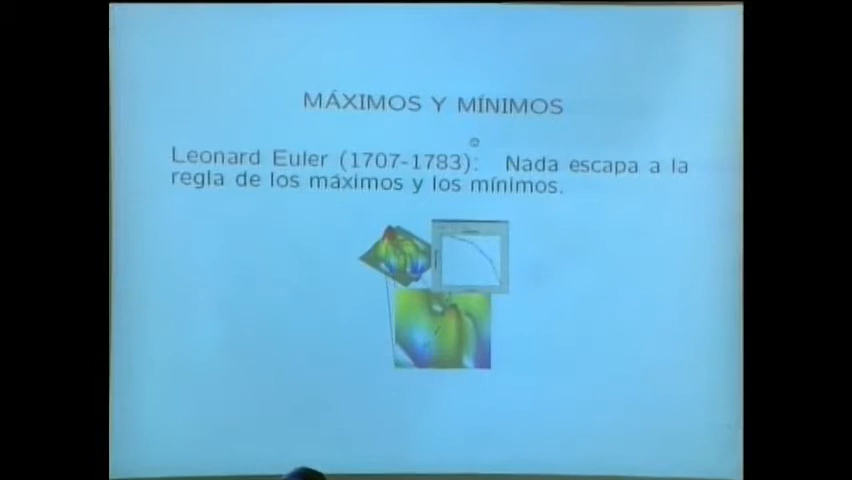 MÁXIMOS Y MÍNIMOS
Leonard Euler (1707-1783): Nada escapa a la
regla de los máximos y los mínimos.